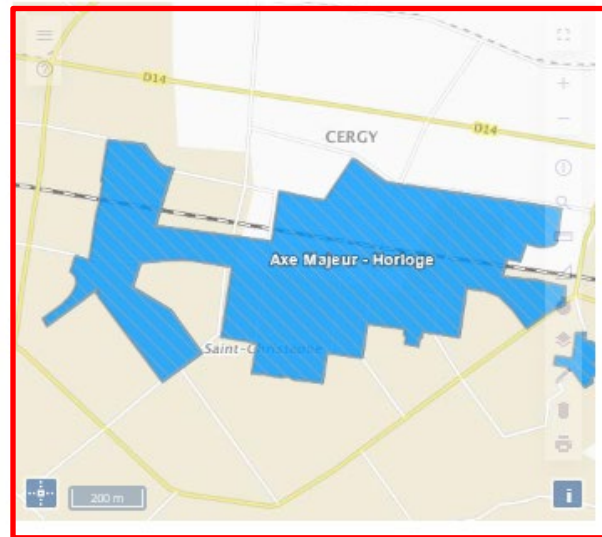 D14
D14
CERGY
Axe Majeur - Horloge
Saint-Christophe
200 m